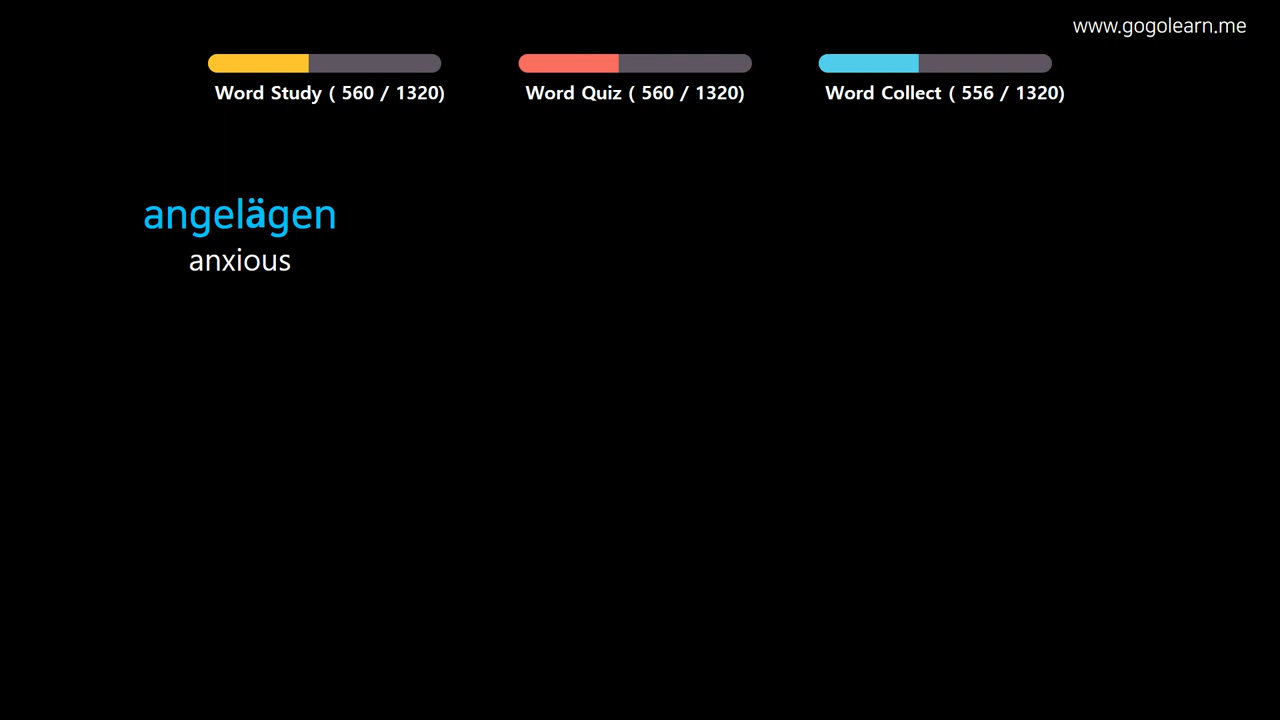 www.gogolearn.me
Word Study ( 560 / 1320)
Word Quiz ( 560 / 1320)
Word Collect ( 556 / 1320)
angelägen
anxious